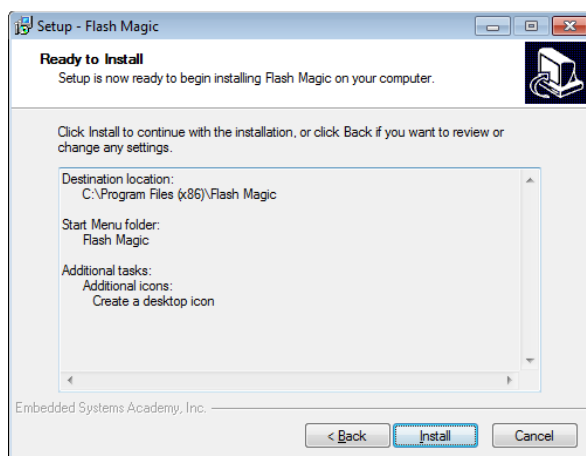 Setup - Flash Magic
Ready to Install
Setup is now ready to begin installing Flash Magic on your computer.
Click Install to continue with the installation, or click Back if you want to review or
change any settings.
Destination location:
C:\Program Files (x86)\Flash Magic
Start Menu folder:
Flash Magic
Additional tasks:
Additional icons:
Create a desktop icon
Embedded Systems Academy, Inc.
< Back Install Cancel